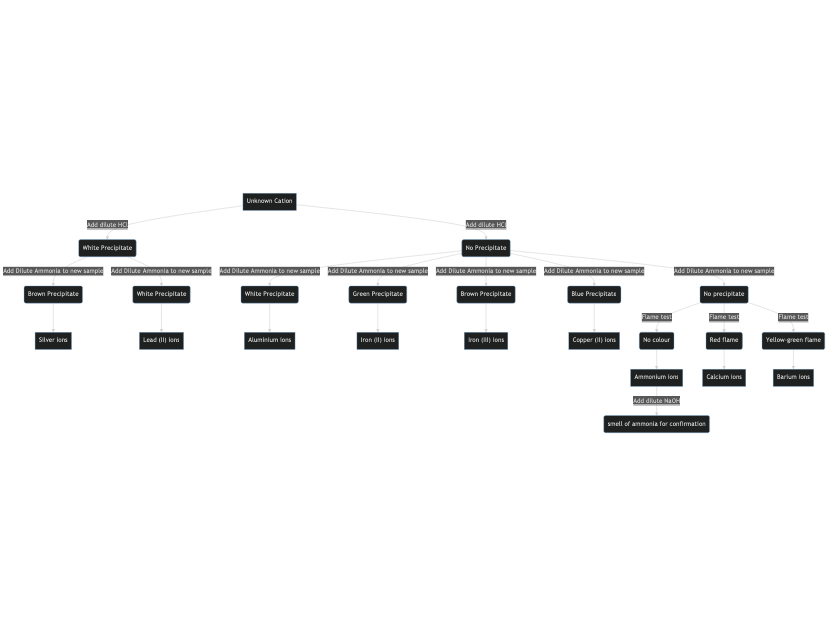 Unknown Cation
Add dilute HCl
Add dilute HCl
White Precipitate
No Precipitate
Add Dilute Ammonia to new sample
Add Dilute Ammonia to new sample
Add Dilute Ammonia to new sample
Add Dilute Ammonia to new sample
Add Dilute Ammonia to new sample
Add Dilute Ammonia to new sample
Add Dilute Ammonia to new sample
Brown Precipitate
White Precipitate
White Precipitate
Green Precipitate
Brown Precipitate
Blue Precipitate
No precipitate
Flame test
Flame test
Flame test
Silver ions
Lead (II) ions
Aluminium ions
Iron (II) ions
Iron (III) ions
Copper (II) ions
No colour
Red flame
Yellow-green flame
Ammonium ions
Calcium ions
Barium ions
Add dilute NaOH
smell of ammonia for confirmation